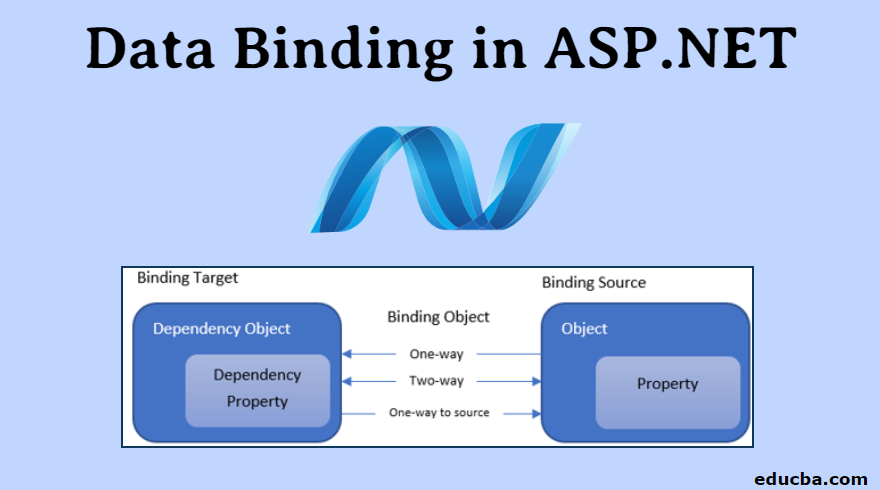 Data Binding in ASP.NET
Binding Target
Binding Source
Dependency Object
Dependency
Property
Binding Object
One-way
Two-way
One-way to source
Object
Property
educba.com